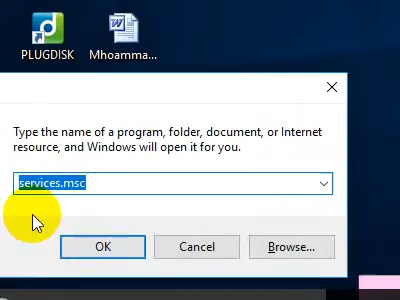 PLUGDISK
Mhoamma...
Type the name of a program, folder, document, or Internet
resource, and Windows will open it for you.
services.msc
OK
Cancel
Browse...